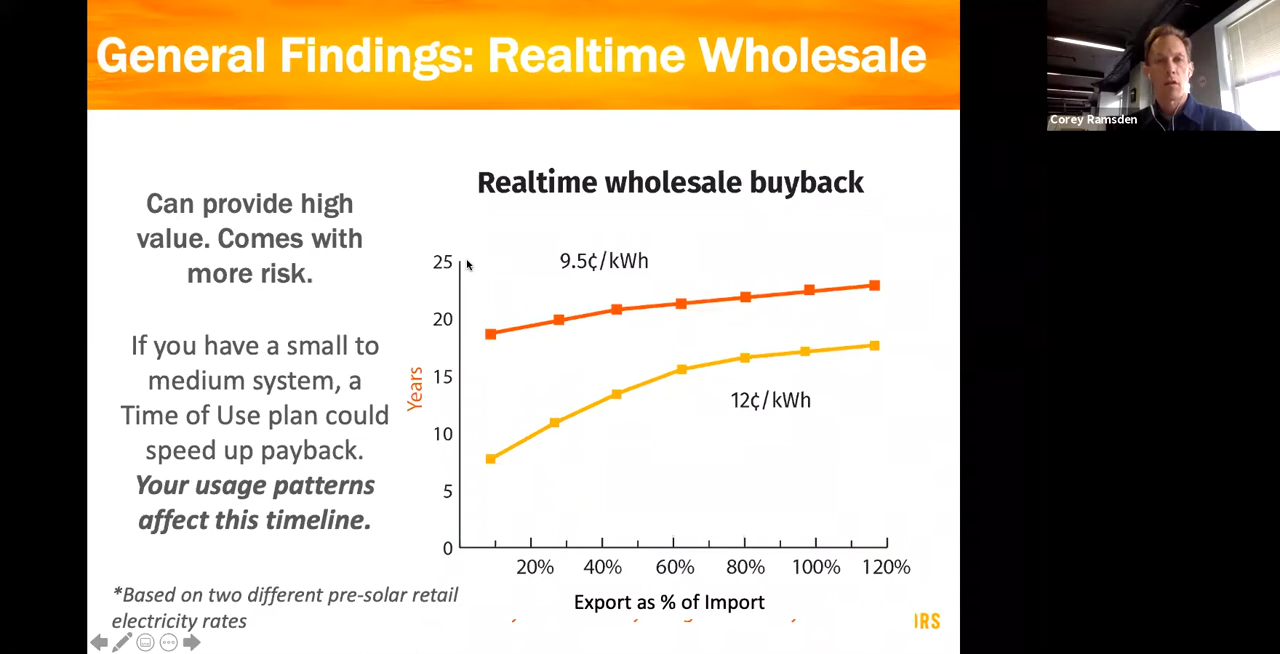 General Findings: Realtime Wholesale
Corey Ramsden
Can provide high
value. Comes with
more risk.
If you have a small to
medium system, a
Time of Use plan could
speed up payback.
Your usage patterns
affect this timeline.
*Based on two different pre-solar retail
electricity rates
Realtime wholesale buyback
9.5¢/kWh
12¢/kWh
Years
25
20
15
10
5
0
20% 40% 60% 80% 100% 120%
Export as % of Import